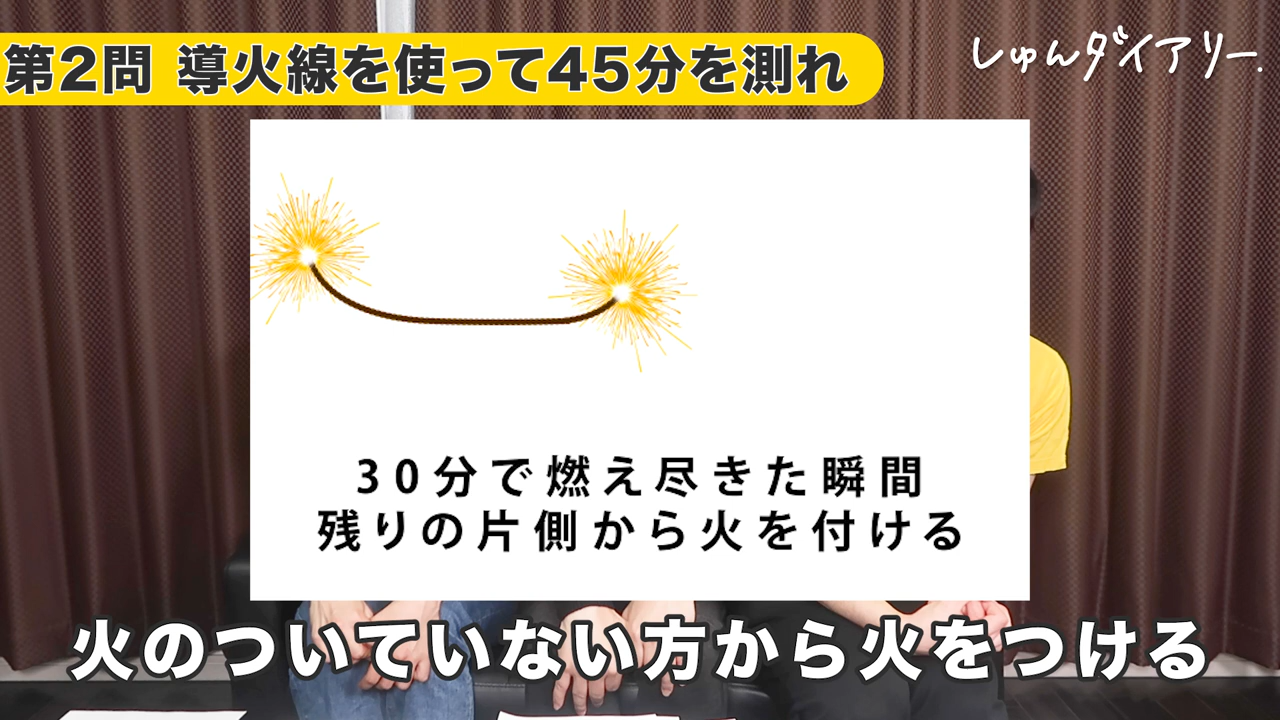 第2問 導火線を使って45分を測れ
しゅんダイアリー.
30分で燃え尽きた瞬間
残りの片側から火を付ける
火のついていない方から火をつける